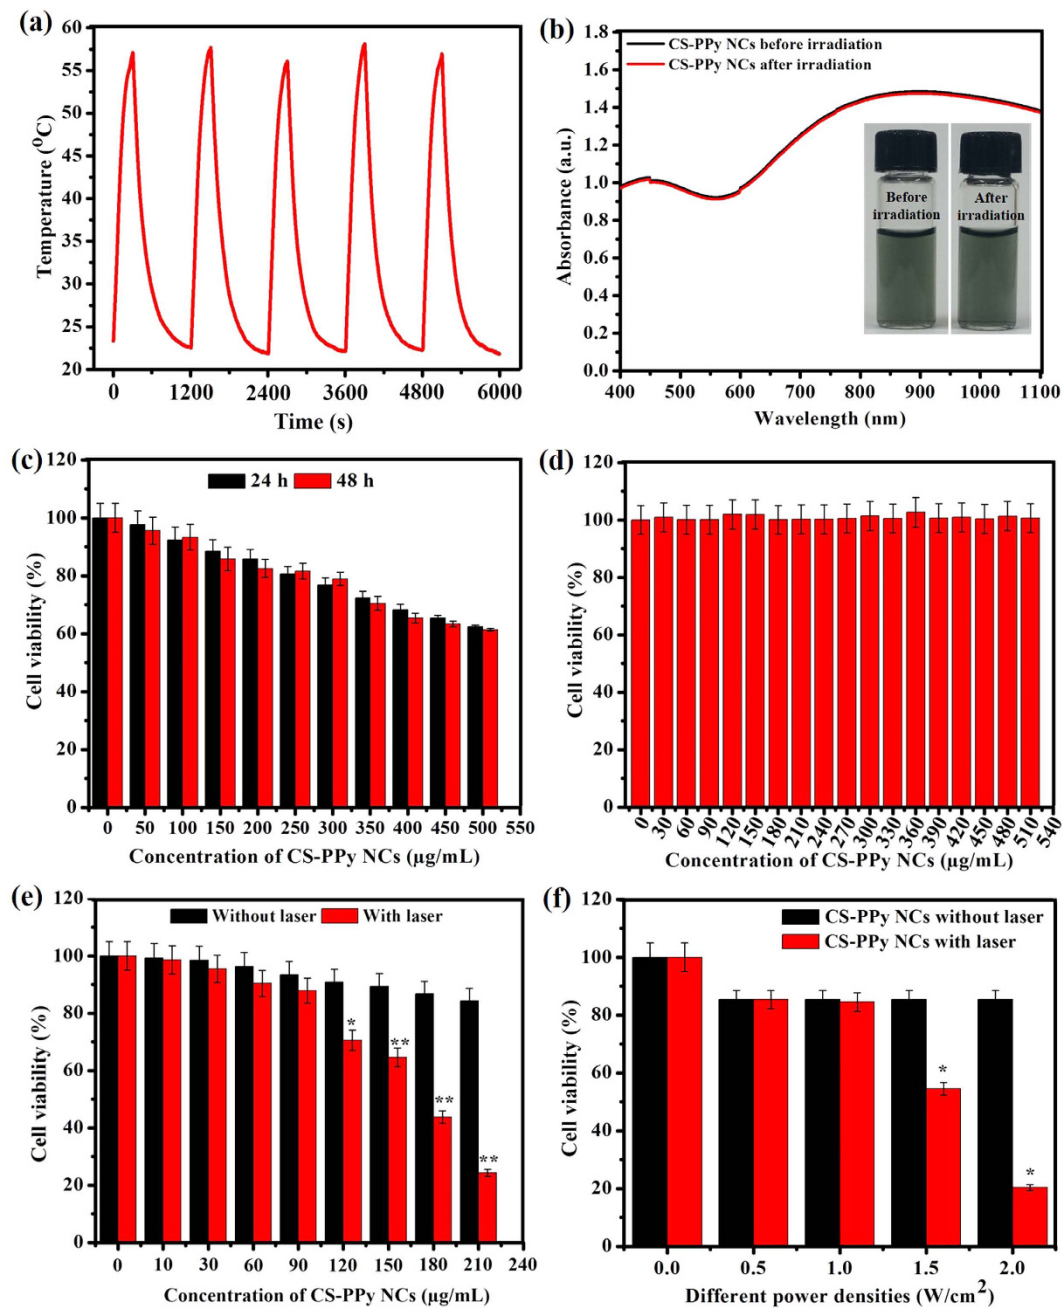 (a)
60
55
50
45
40
35
30
25
20
Temperature (⁰C)
0 1200 2400 3600 4800 6000
Time (s)
(b)
1.8
1.6
1.4
1.2
1.0
0.8
0.6
0.4
0.2
0.0
Absorbance (a.u.)
CS-PPy NCs before irradiation
CS-PPy NCs after irradiation
Before
irradiation
After
irradiation
400 500 600 700 800 900 1000 1100
Wavelength (nm)
(c)
120
100
80
60
40
20
0
Cell viability (%)
24 h 48 h
0 50 100 150 200 250 300 350 400 450 500 550
Concentration of CS-PPy NCs (µg/mL)
(d)
120
100
80
60
40
20
0
Cell viability (%)
0 30 60 90 120 150 180 210 240 270 300 330 360 390 420 450 480 510 540
Concentration of CS-PPy NCs (µg/mL)
(e)
120
100
80
60
40
20
0
Cell viability (%)
Without laser With laser
*
**
**
**
0 10 30 60 90 120 150 180 210 240
Concentration of CS-PPy NCs (µg/mL)
(f)
120
100
80
60
40
20
0
Cell viability (%)
CS-PPy NCs without laser
CS-PPy NCs with laser
*
*
0.0 0.5 1.0 1.5 2.0
Different power densities (W/cm²)